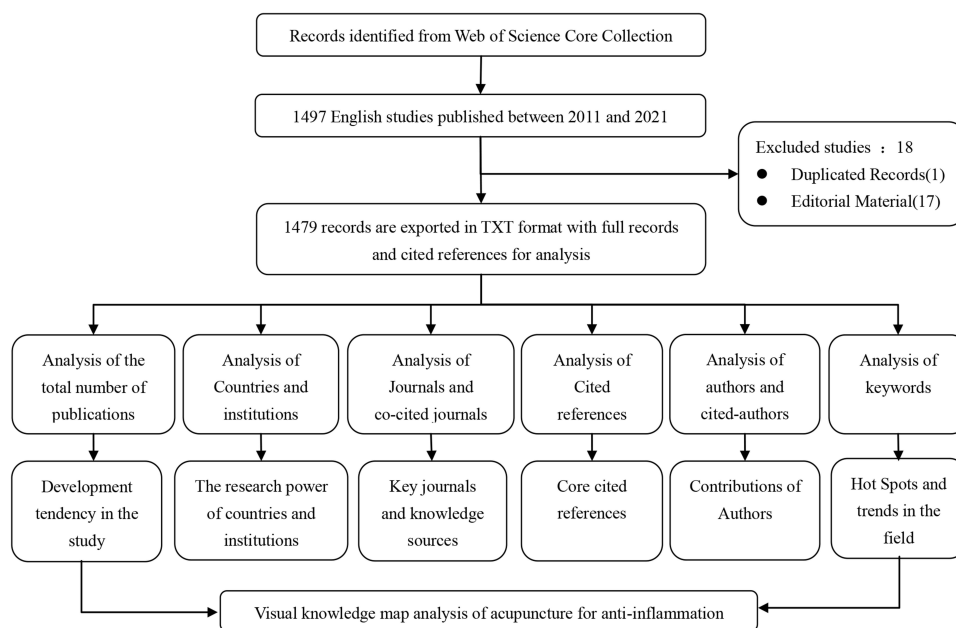 Records identified from Web of Science Core Collection
1497 English studies published between 2011 and 2021
Excluded studies ：18
● Duplicated Records(1)
● Editorial Material(17)
1479 records are exported in TXT format with full records
and cited references for analysis
Analysis of the
total number of
publications
Analysis of
Countries and
institutions
Analysis of
Journals and
co-cited journals
Analysis of
Cited
references
Analysis of
authors and
cited-authors
Analysis of
keywords
Development
tendency in the
study
The research power
of countries and
institutions
Key journals
and knowledge
sources
Core cited
references
Contributions of
Authors
Hot Spots and
trends in the
field
Visual knowledge map analysis of acupuncture for anti-inflammation